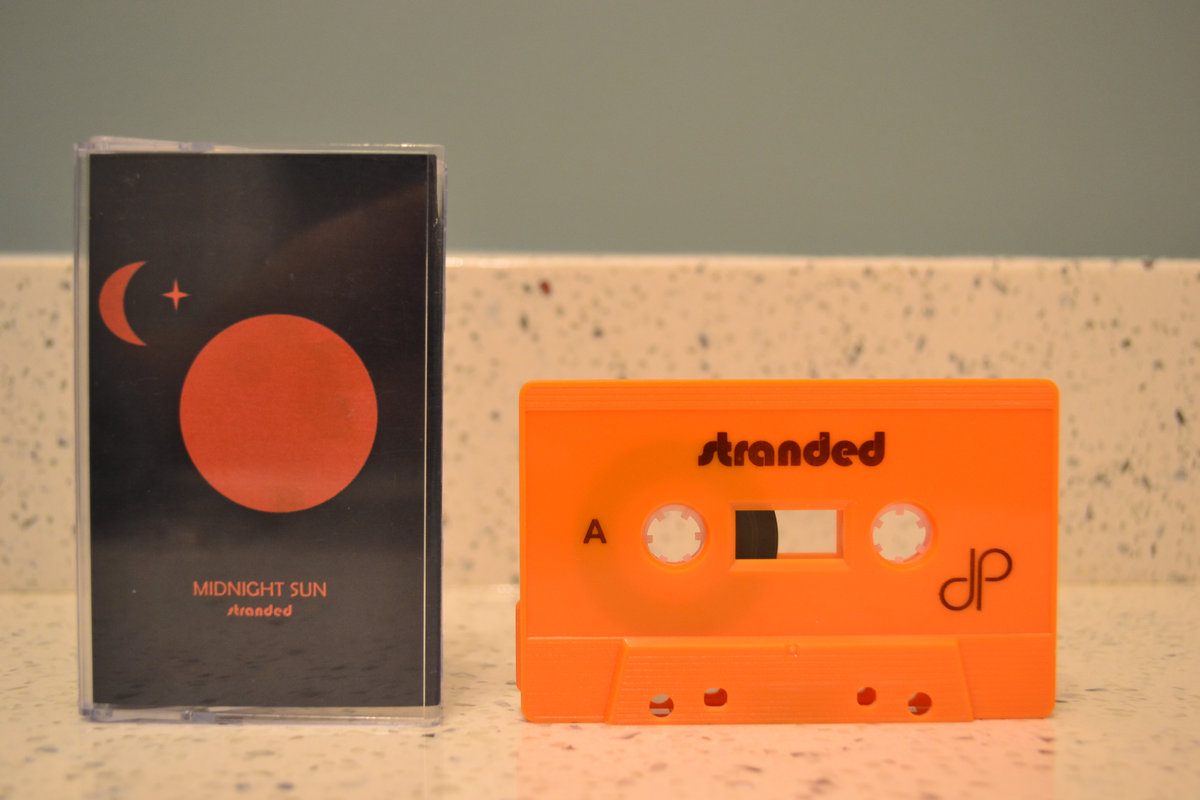 MIDNIGHT SUN
stranded
stranded
A
dp